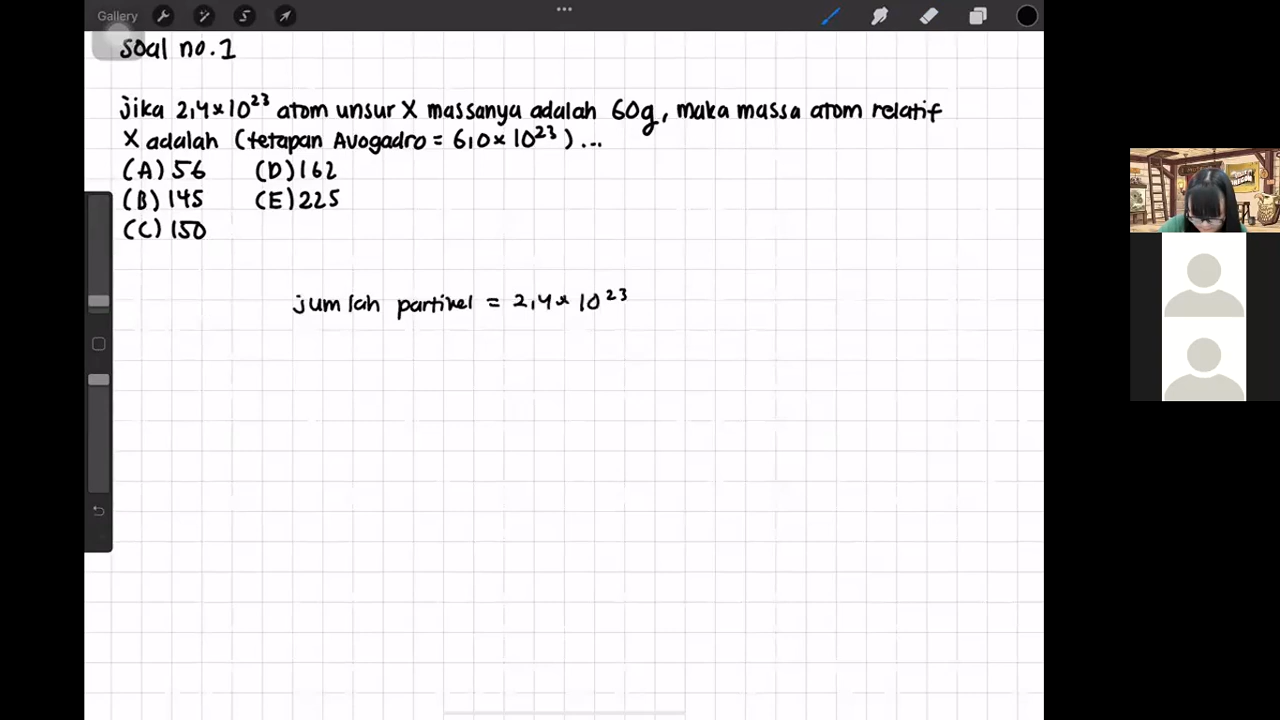 Gallery
soal no.1
jika 2,4×10²³ atom unsur X massanya adalah 60g, maka massa atom relatif
X adalah (tetapan Avogadro = 6,0×10²³) ...
(A) 56 (D) 162
(B) 145 (E) 225
(C) 150
jumlah partikel = 2,4×10²³